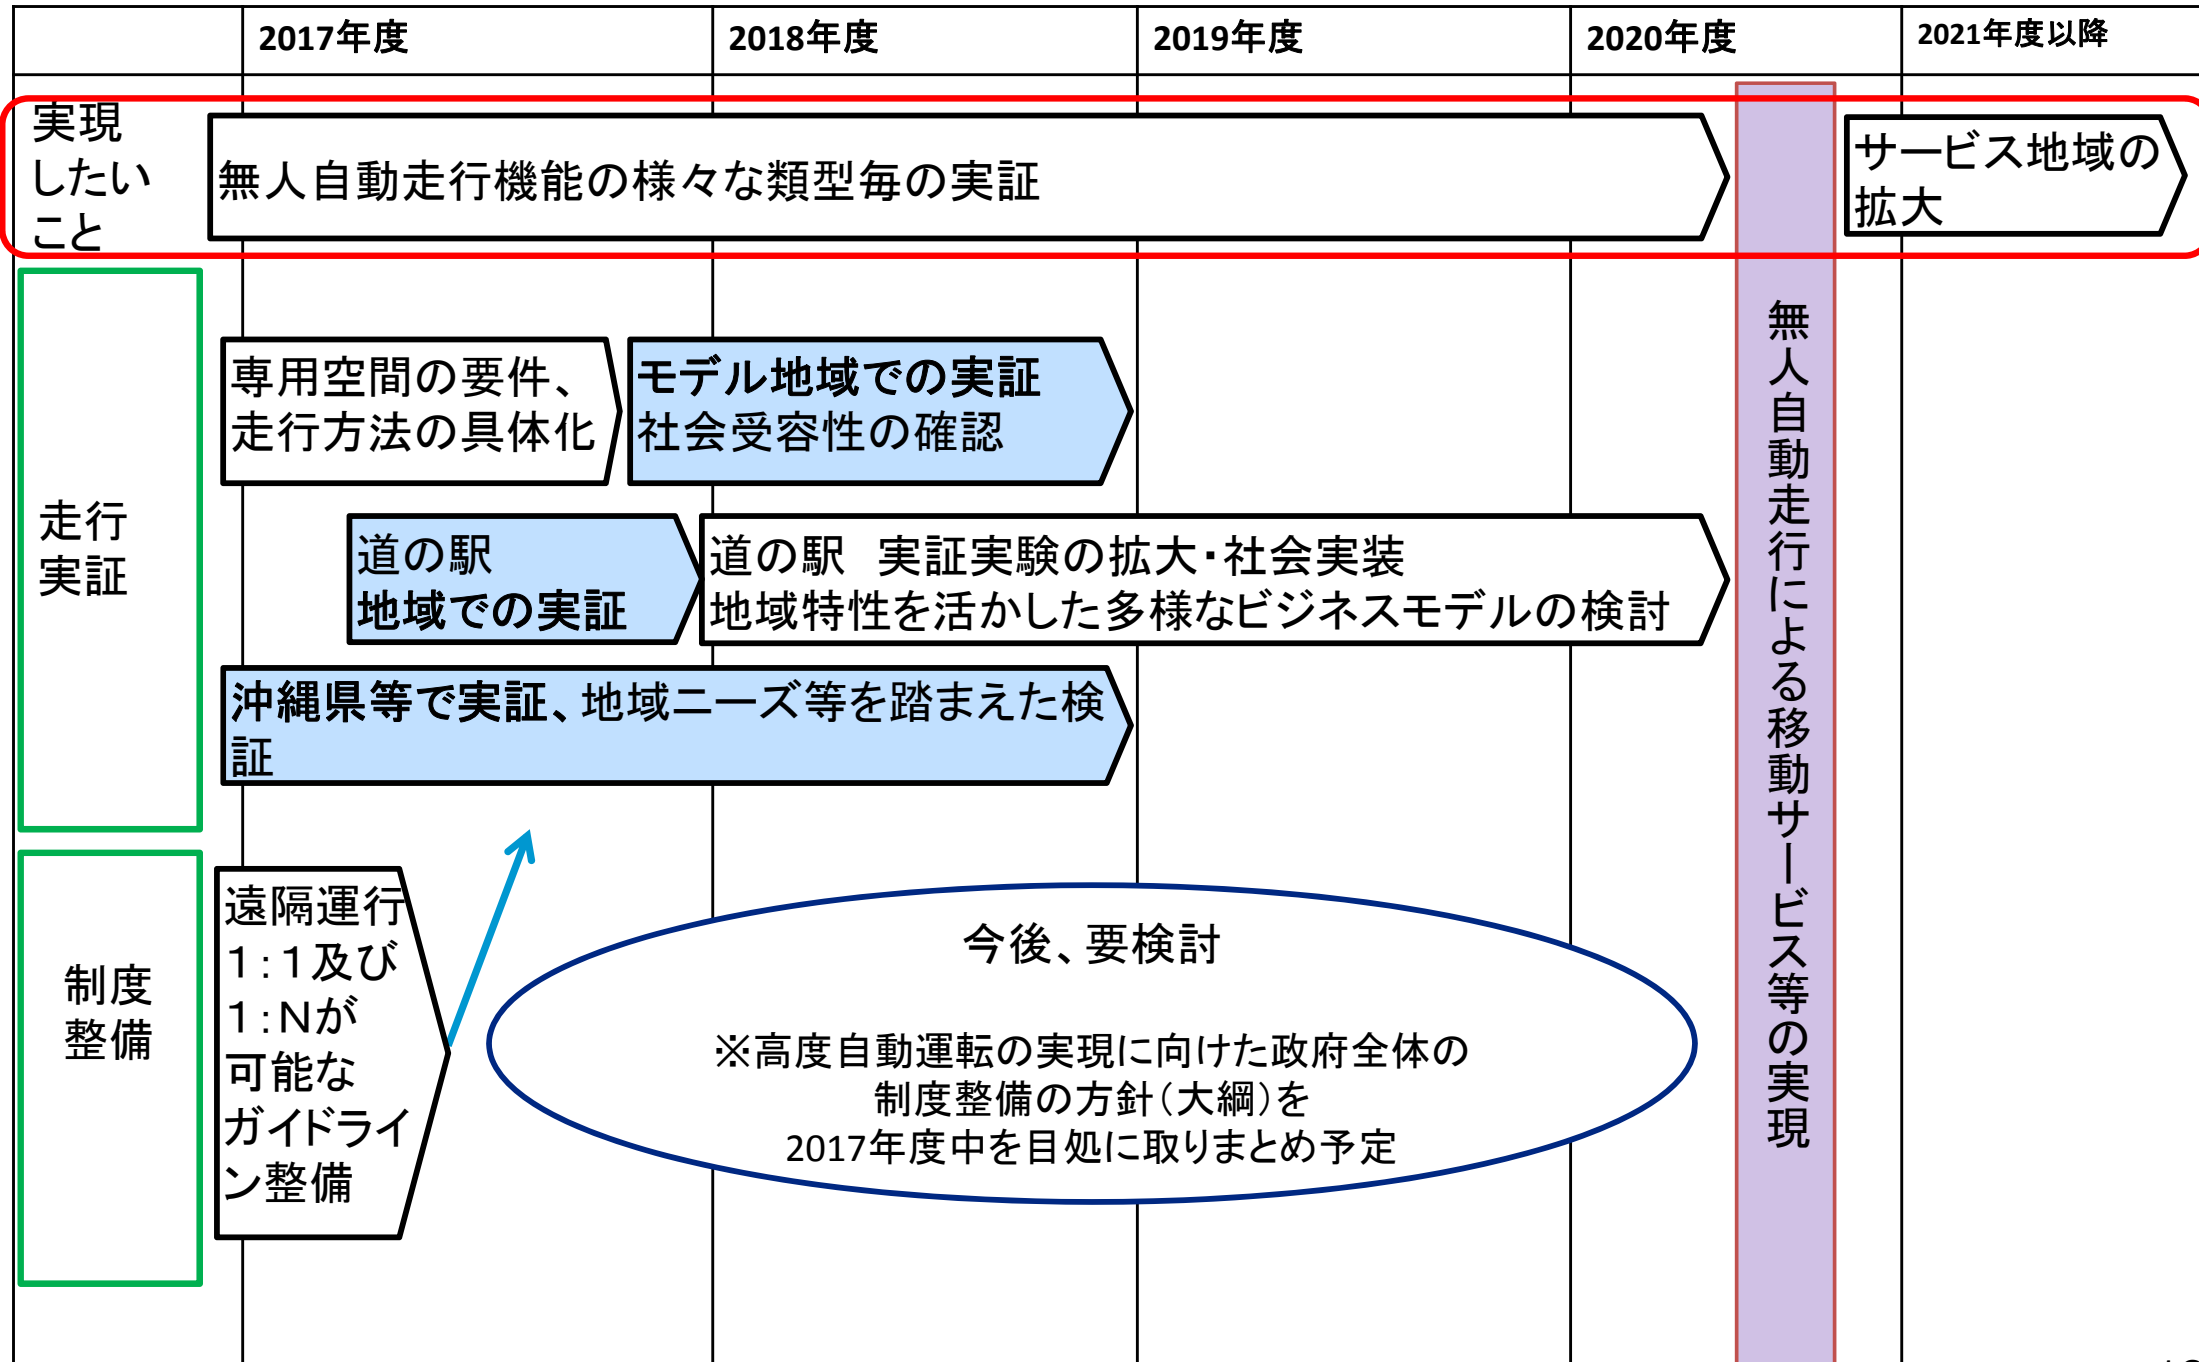 2017年度
2018年度
2019年度
2020年度
2021年度以降
実現
したい
こと
無人自動走行機能の様々な類型毎の実証
サービス地域の
拡大
走行
実証
専用空間の要件、
走行方法の具体化
モデル地域での実証
社会受容性の確認
道の駅
地域での実証
道の駅　実証実験の拡大・社会実装
地域特性を活かした多様なビジネスモデルの検討
沖縄県等で実証、地域ニーズ等を踏まえた検
証
無人自動走行による移動サービス等の実現
制度
整備
遠隔運行
１：１及び
１：Ｎが
可能な
ガイドライ
ン整備
今後、要検討
※高度自動運転の実現に向けた政府全体の
制度整備の方針（大綱）を
2017年度中を目処に取りまとめ予定